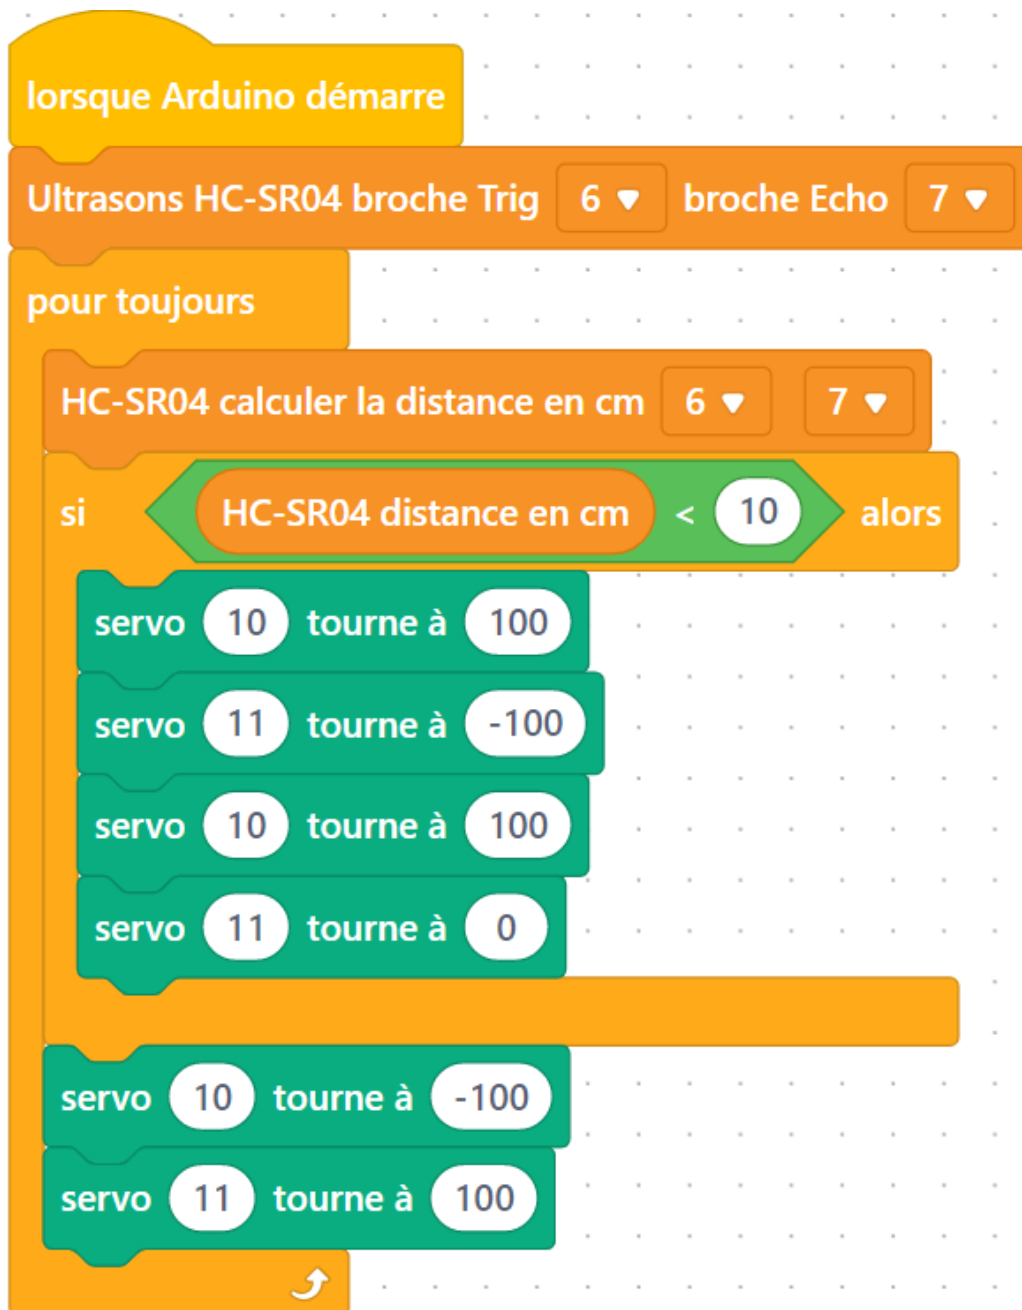 lorsque Arduino démarre
Ultrasons HC-SR04 broche Trig 6 broche Echo 7
pour toujours
HC-SR04 calculer la distance en cm 6 7
si HC-SR04 distance en cm < 10 alors
servo 10 tourne à 100
servo 11 tourne à -100
servo 10 tourne à 100
servo 11 tourne à 0
servo 10 tourne à -100
servo 11 tourne à 100